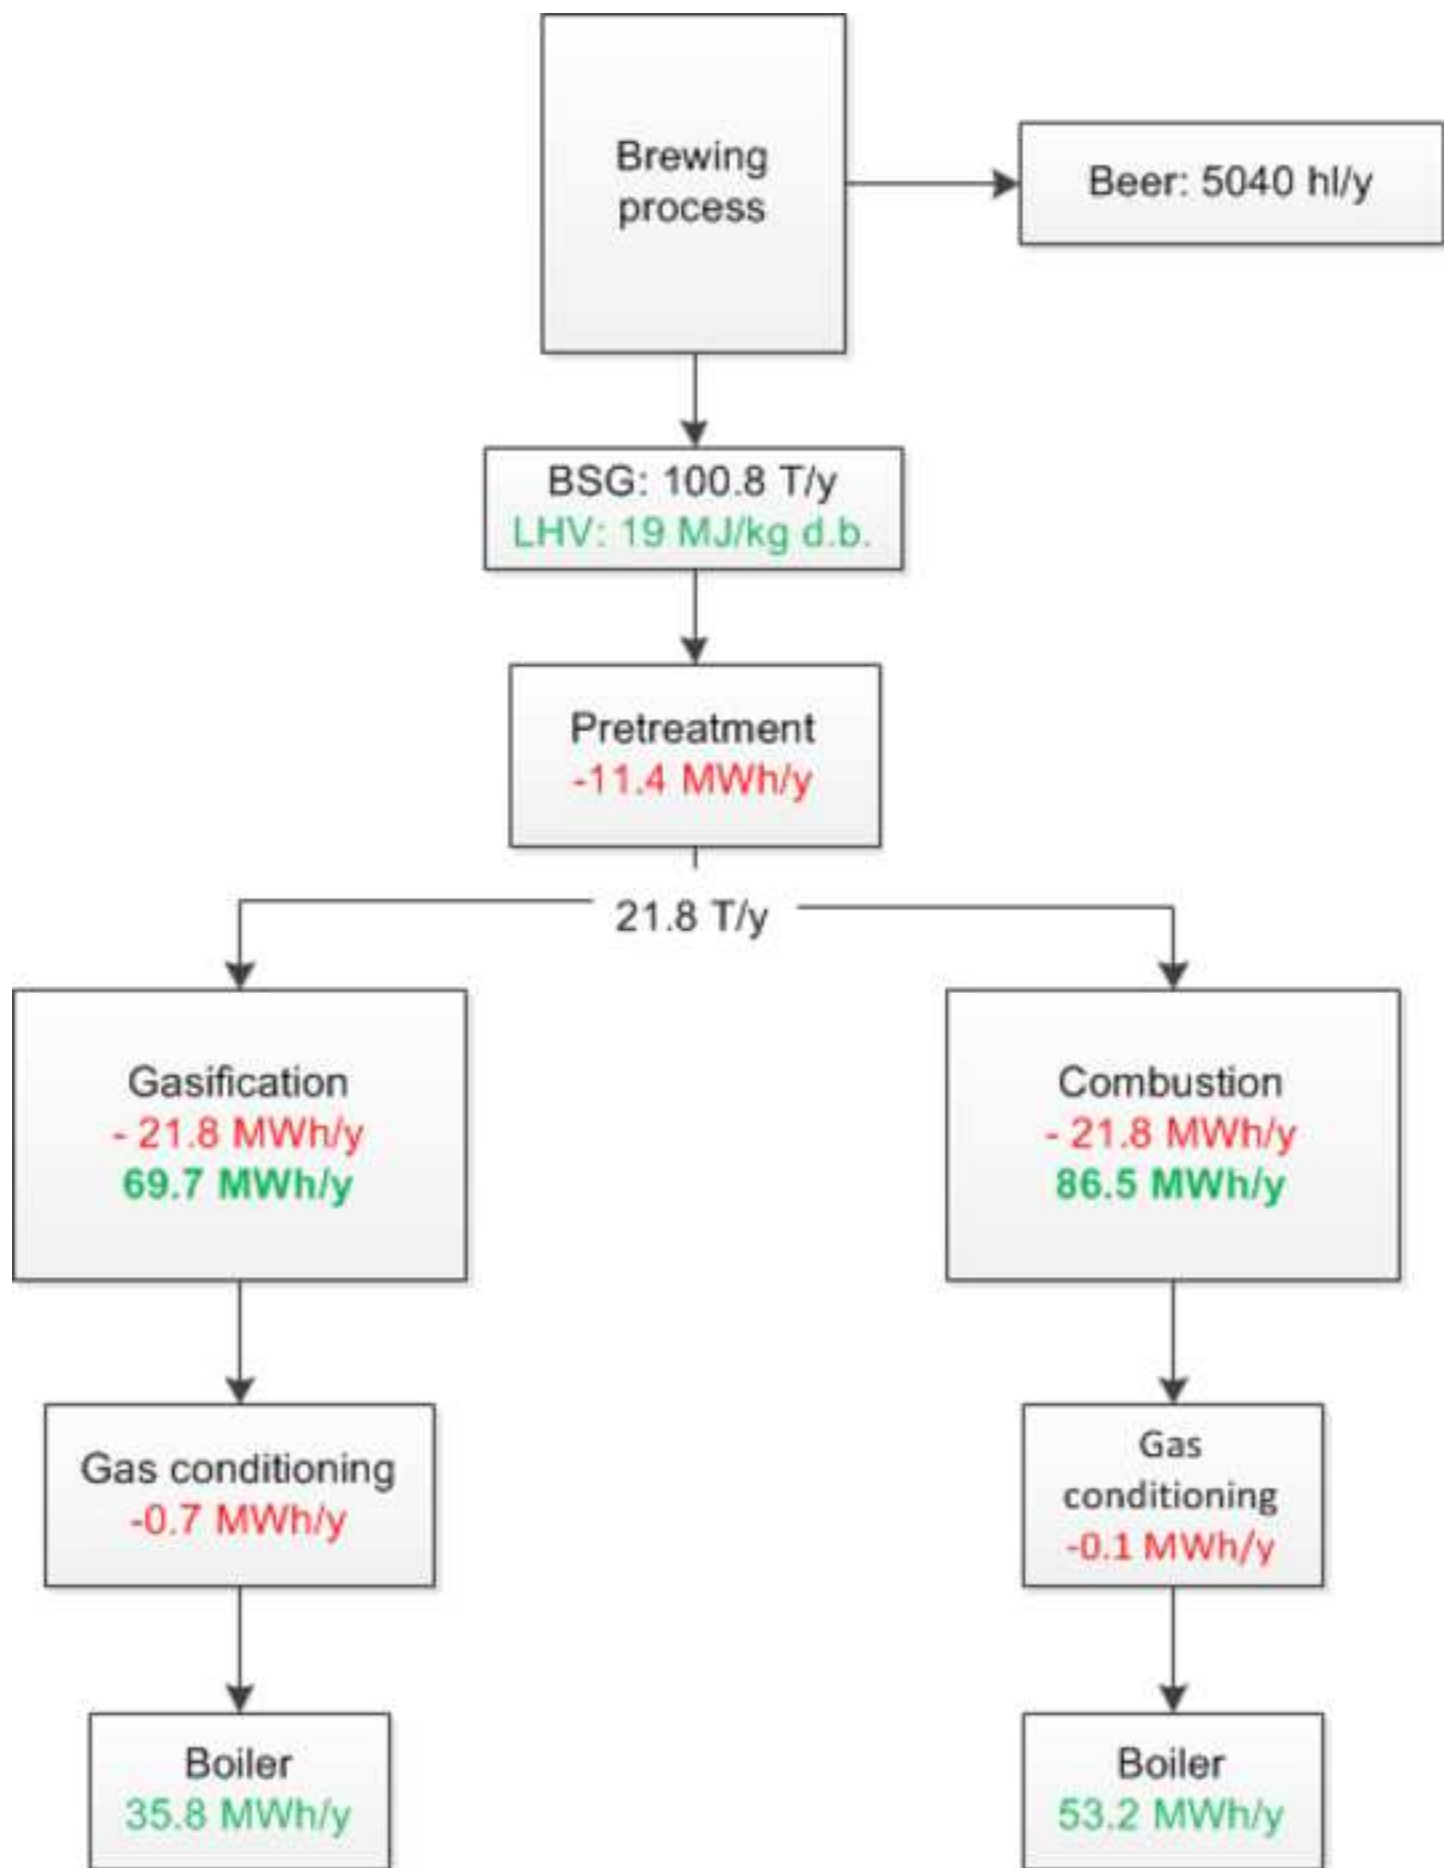 Brewing
process
Beer: 5040 hl/y
BSG: 100.8 T/y
LHV: 19 MJ/kg d.b.
Pretreatment
-11.4 MWh/y
21.8 T/y
Gasification
- 21.8 MWh/y
69.7 MWh/y
Combustion
- 21.8 MWh/y
86.5 MWh/y
Gas conditioning
-0.7 MWh/y
Gas
conditioning
-0.1 MWh/y
Boiler
35.8 MWh/y
Boiler
53.2 MWh/y